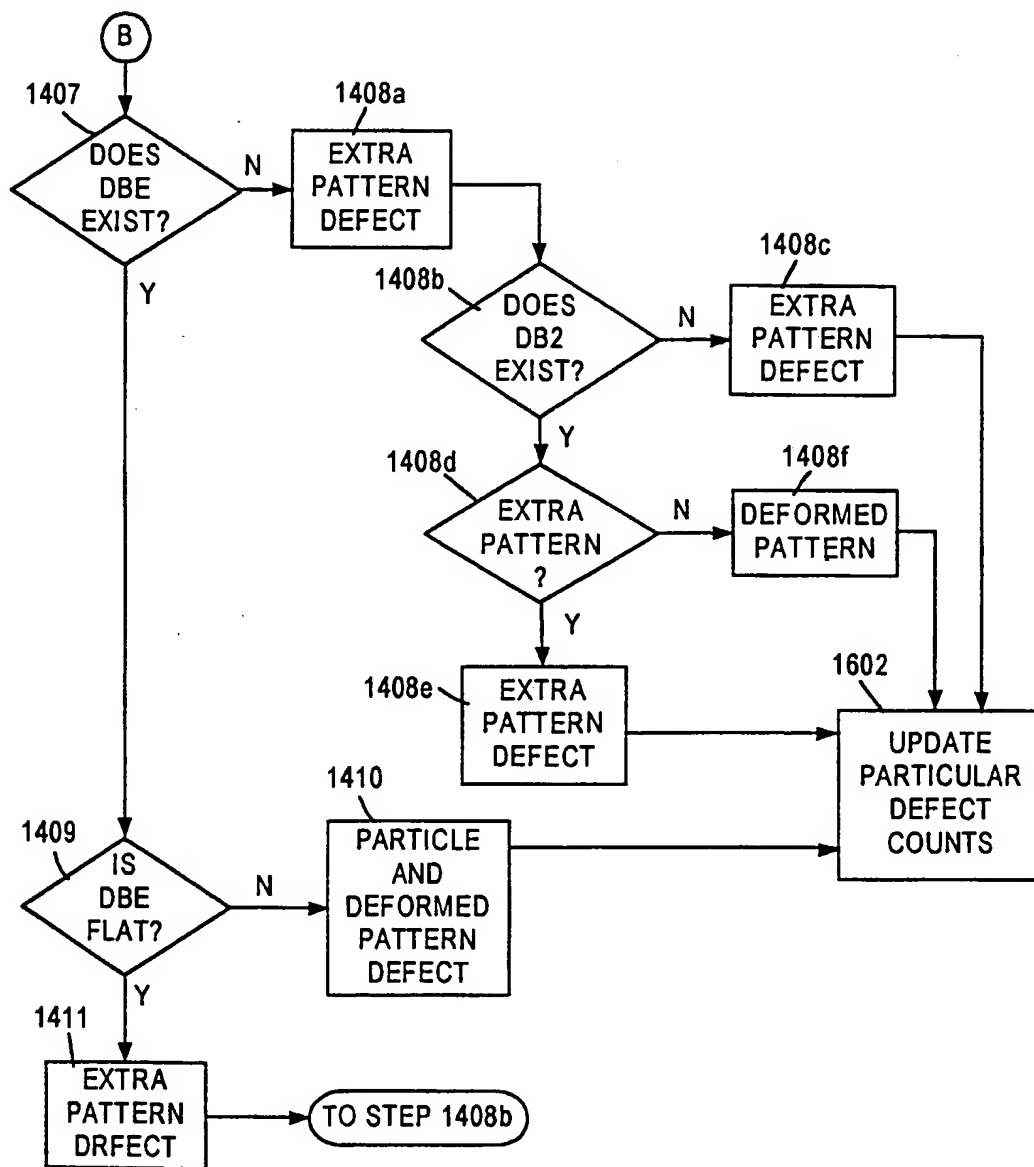 B
1407
DOES
DBE
EXIST?
N
Y
1408a
EXTRA
PATTERN
DEFECT
1408b
DOES
DB2
EXIST?
N
Y
1408c
EXTRA
PATTERN
DEFECT
1408d
EXTRA
PATTERN
?
N
Y
1408f
DEFORMED
PATTERN
1408e
EXTRA
PATTERN
DEFECT
1602
UPDATE
PARTICULAR
DEFECT
COUNTS
1409
IS
DBE
FLAT?
N
Y
1410
PARTICLE
AND
DEFORMED
PATTERN
DEFECT
1411
EXTRA
PATTERN
DRFECT
TO STEP 1408b